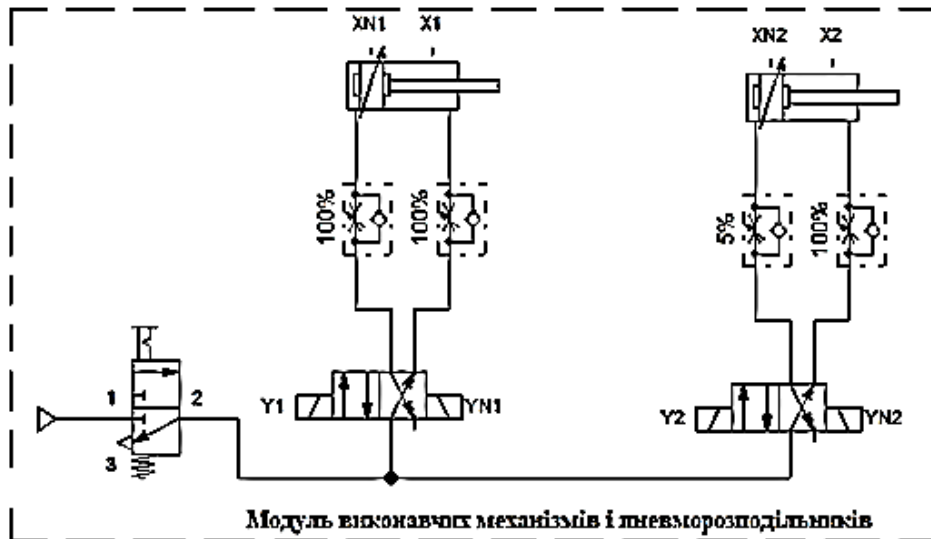 XN1 X1
XN2 X2
100% 100%
5% 100%
1 2
3
Y1 YN1
Y2 YN2
Модуль виконавчих механізмів і пневморозподільників